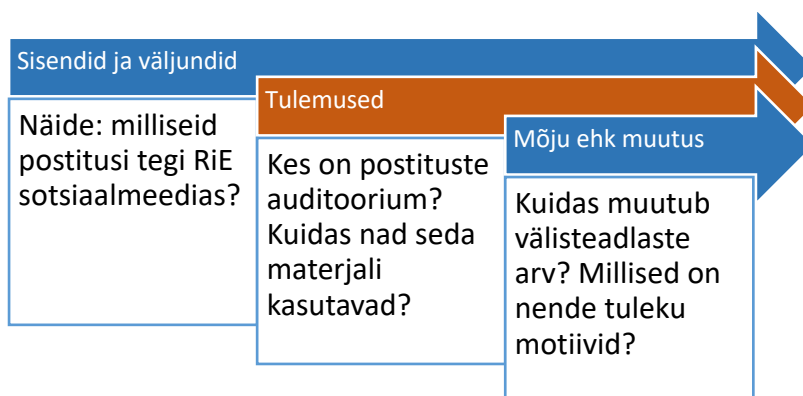 Sisendid ja väljundid
Näide: milliseid
postitusi tegi RiE
sotsiaalmeedias?
Tulemused
Kes on postituste
auditoorium?
Kuidas nad seda
materjali
kasutavad?
Mõju ehk muutus
Kuidas muutub
välisteadlaste
arv? Millised on
nende tuleku
motiivid?